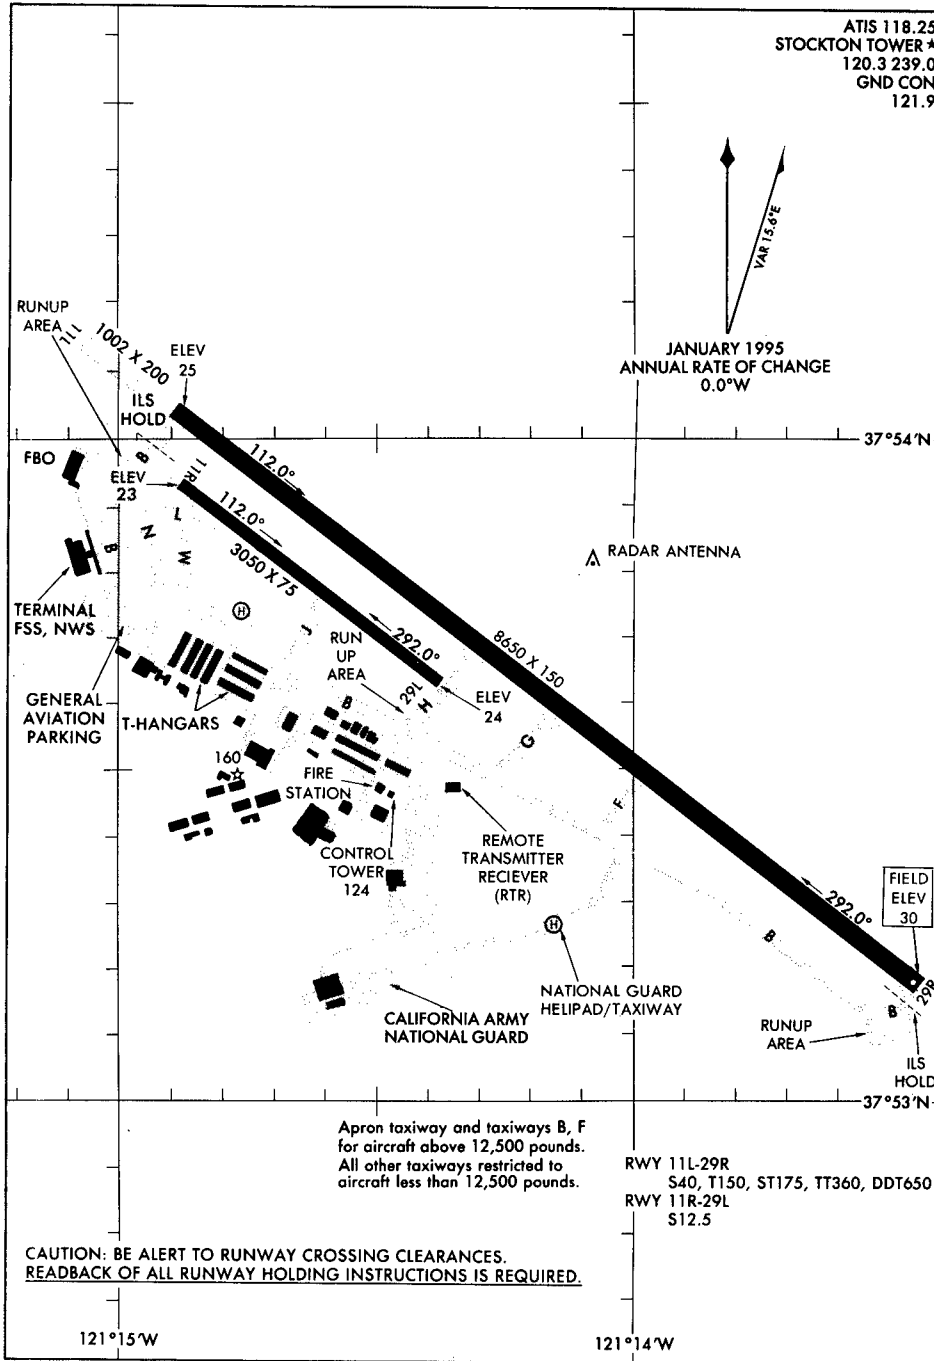 ATIS 118.25
STOCKTON TOWER ★
120.3 239.0
GND CON
121.9
VAR 15.6°E
JANUARY 1995
ANNUAL RATE OF CHANGE
0.0°W
RUNUP
AREA
11L
1002 X 200
ELEV
25
ILS
HOLD
37°54'N
FBO
B
11R
ELEV
23
112.0°
112.0°
L
N
B
M
3050 X 75
RADAR ANTENNA
TERMINAL
FSS, NWS
H
J
RUN
UP
AREA
292.0°
8650 X 150
29L
H
ELEV
24
GENERAL
AVIATION
PARKING
T-HANGARS
B
G
160
FIRE
STATION
F
CONTROL
TOWER
124
REMOTE
TRANSMITTER
RECIEVER
(RTR)
292.0°
FIELD
ELEV
30
H
B
NATIONAL GUARD
HELIPAD/TAXIWAY
CALIFORNIA ARMY
NATIONAL GUARD
29R
B
RUNUP
AREA
ILS
HOLD
37°53'N
Apron taxiway and taxiways B, F
for aircraft above 12,500 pounds.
All other taxiways restricted to
aircraft less than 12,500 pounds.
RWY 11L-29R
S40, T150, ST175, TT360, DDT650
RWY 11R-29L
S12.5
CAUTION: BE ALERT TO RUNWAY CROSSING CLEARANCES.
READBACK OF ALL RUNWAY HOLDING INSTRUCTIONS IS REQUIRED.
121°15'W
121°14'W